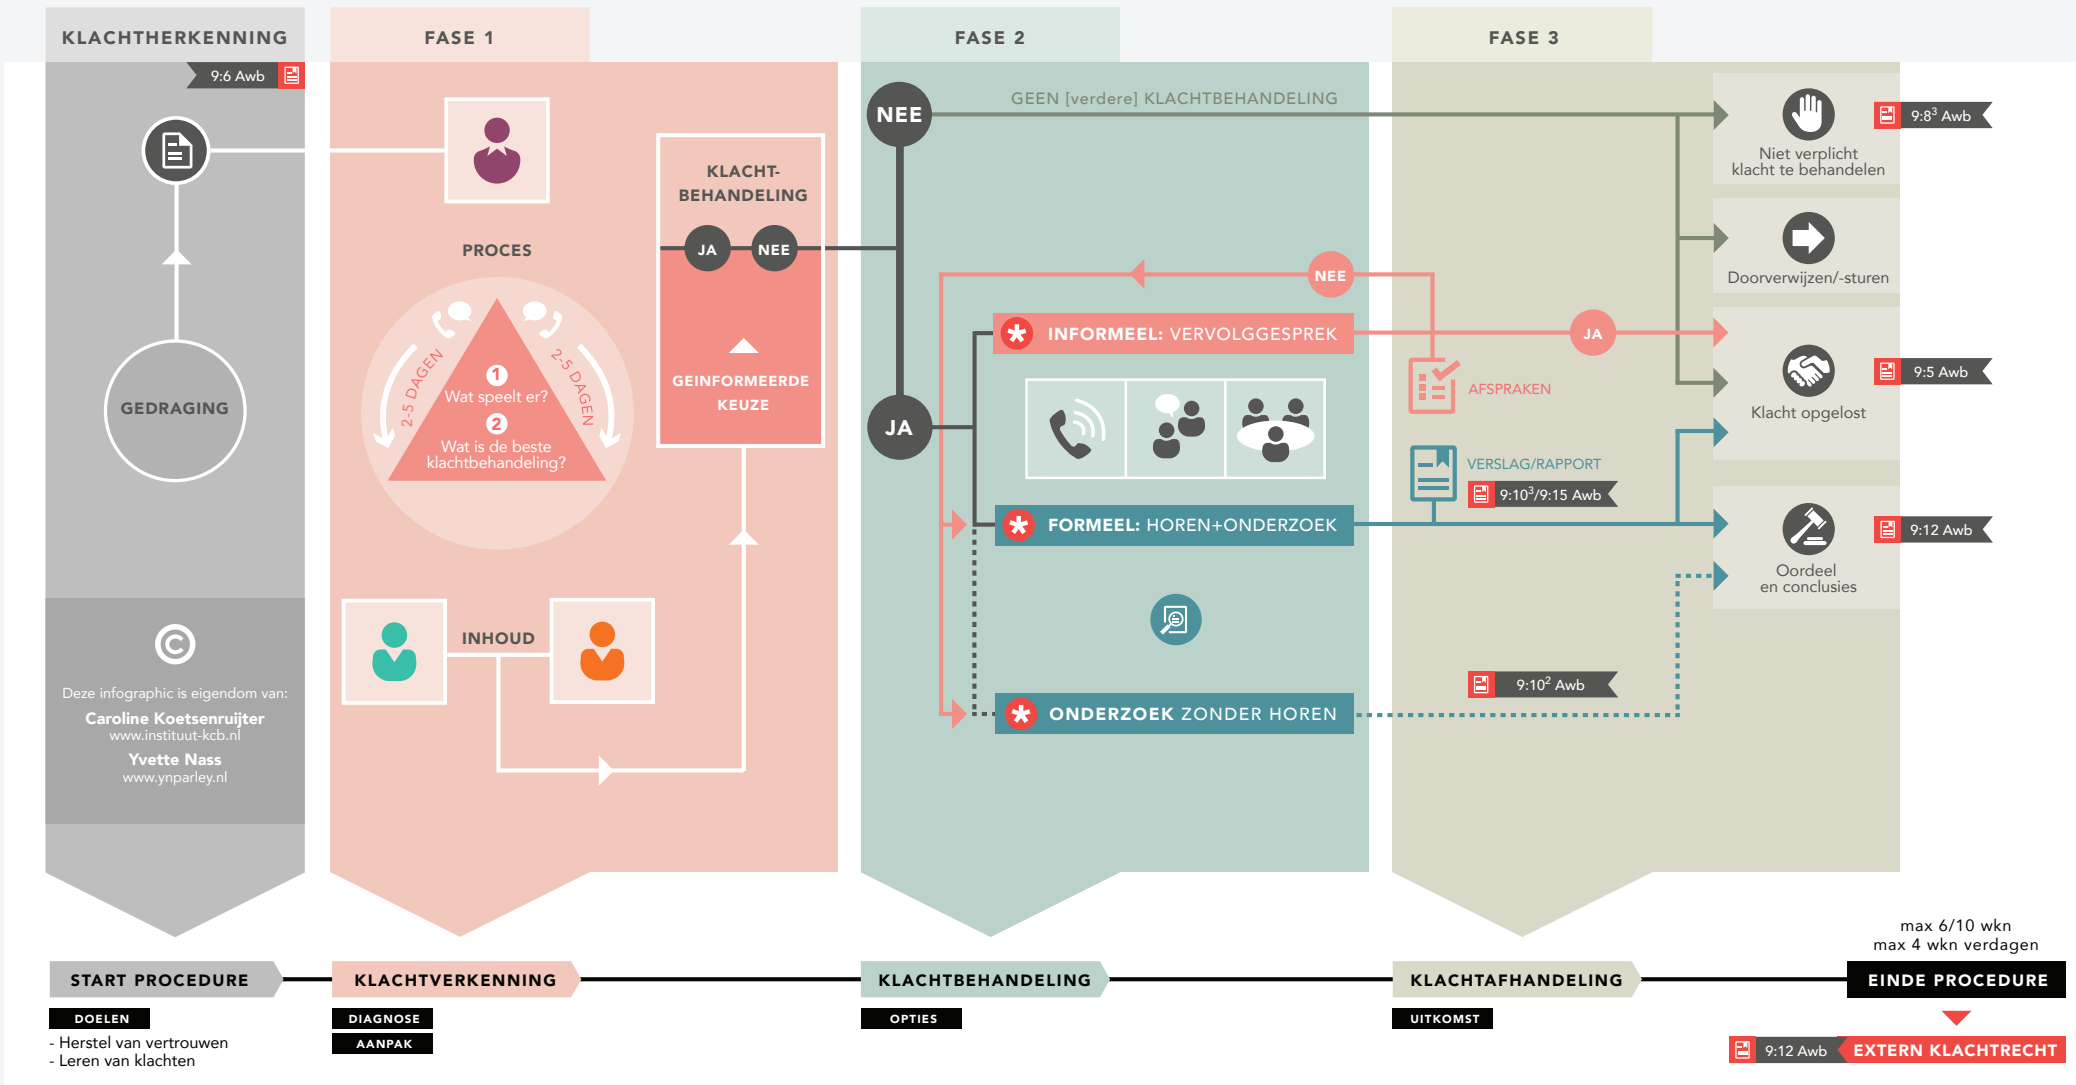 KLACHTHERKENNING
9:6 Awb
GEDRAGING
©
Deze infographic is eigendom van:
Caroline Koetsenruijter
www.instituut-kcb.nl
Yvette Nass
www.ynparley.nl
FASE 1
PROCES
2-5 DAGEN
2-5 DAGEN
1
Wat speelt er?
2
Wat is de beste
klachtbehandeling?
INHOUD
KLACHT-
BEHANDELING
JA
NEE
GEINFORMEERDE
KEUZE
FASE 2
NEE
GEEN [verdere] KLACHTBEHANDELING
NEE
* INFORMEEL: VERVOLGGESPREK
JA
* FORMEEL: HOREN+ONDERZOEK
* ONDERZOEK ZONDER HOREN
FASE 3
JA
AFSPRAKEN
VERSLAG/RAPPORT
9:10³/9:15 Awb
9:10² Awb
Niet verplicht
klacht te behandelen
9:8³ Awb
Doorverwijzen/-sturen
Klacht opgelost
9:5 Awb
Oordeel
en conclusies
9:12 Awb
START PROCEDURE
DOELEN
- Herstel van vertrouwen
- Leren van klachten
KLACHTVERKENNING
DIAGNOSE
AANPAK
KLACHTBEHANDELING
OPTIES
KLACHTAFHANDELING
UITKOMST
max 6/10 wkn
max 4 wkn verdagen
EINDE PROCEDURE
9:12 Awb
EXTERN KLACHTRECHT